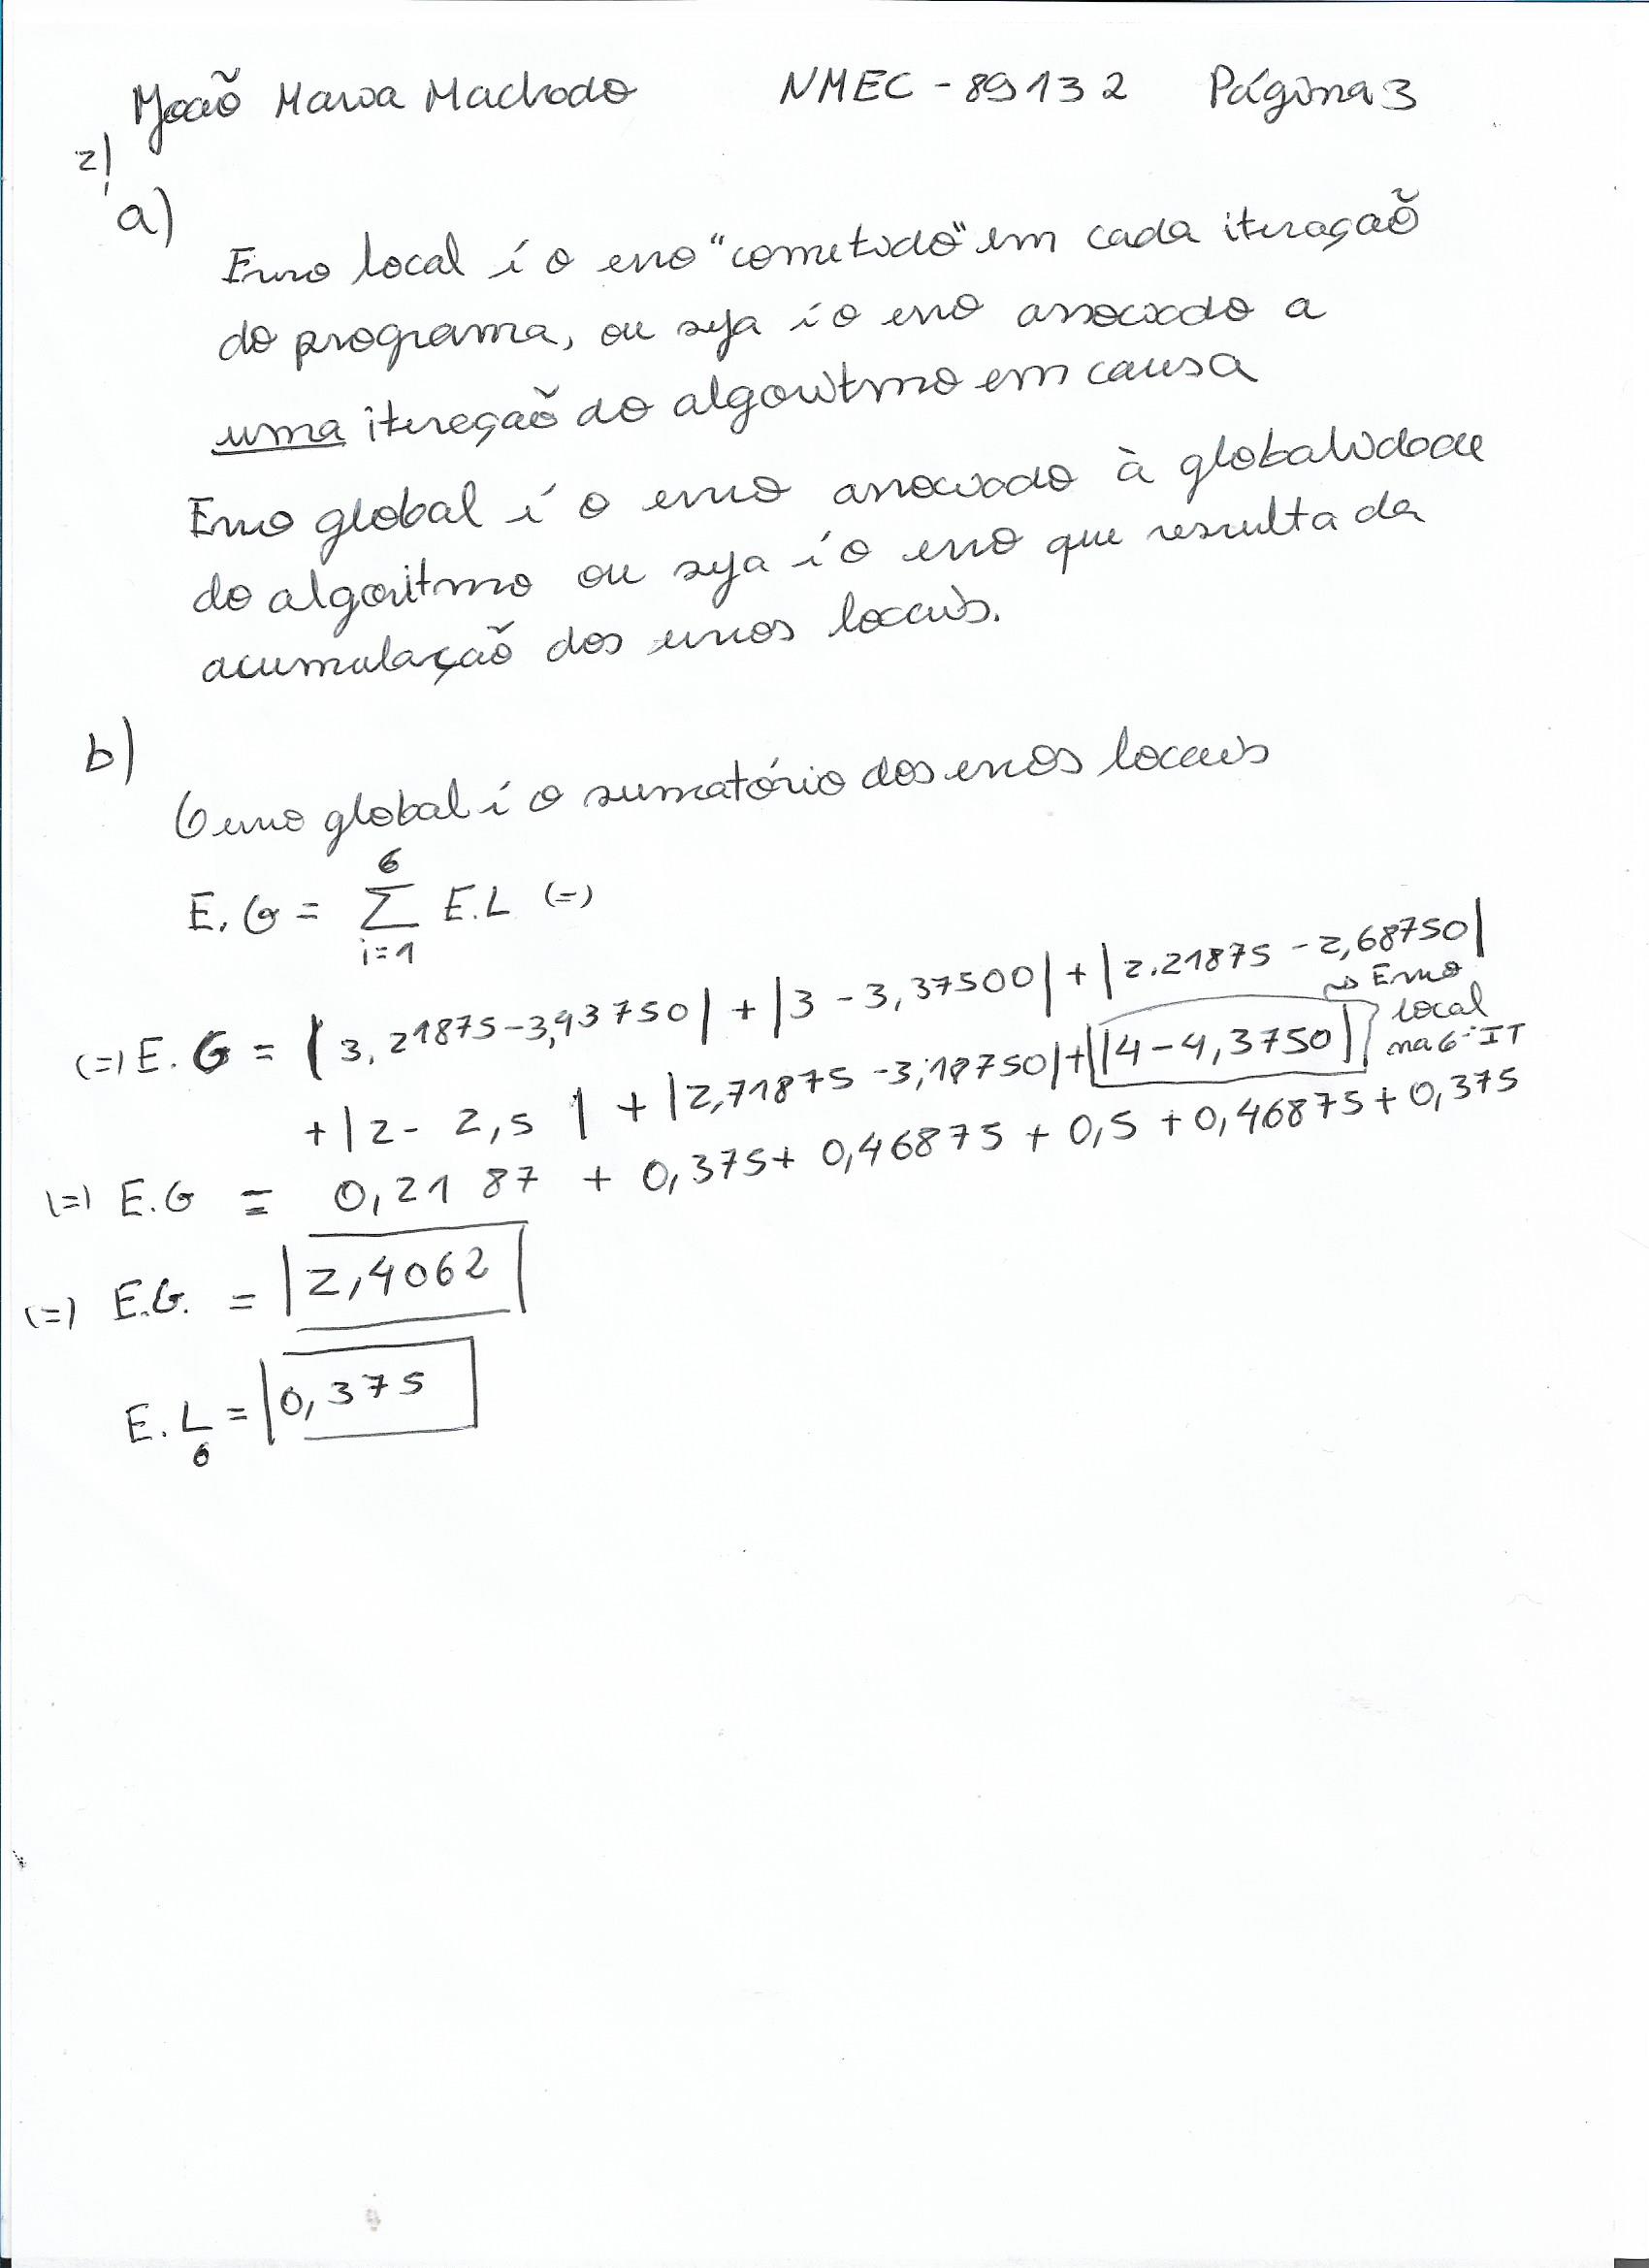 João Maria Machado NMEC - 89132 Página 3
2)
a)
Erro local é o erro "cometido" em cada iteração
do programa, ou seja é o erro associado a
uma iteração do algoritmo em causa
Erro global é o erro associado à globalidade
do algoritmo ou seja é o erro que resulta da
acumulação dos erros locais.
b)
O erro global é o sumatório dos erros locais
E.G = \sum_{i=1}^{6} E.L (=)
(=) E.G = |3,21875-3,43750| + |3-3,37500| + |2.21875-2,68750|
+ |2-2,5| + |2,71875-3,18750| + |4-4,3750| → Erro local na 6ª IT
(=) E.G = 0,2187 + 0,375 + 0,46875 + 0,5 + 0,46875 + 0,375
(=) E.G. = 2,4062
E.L_6 = 0,375